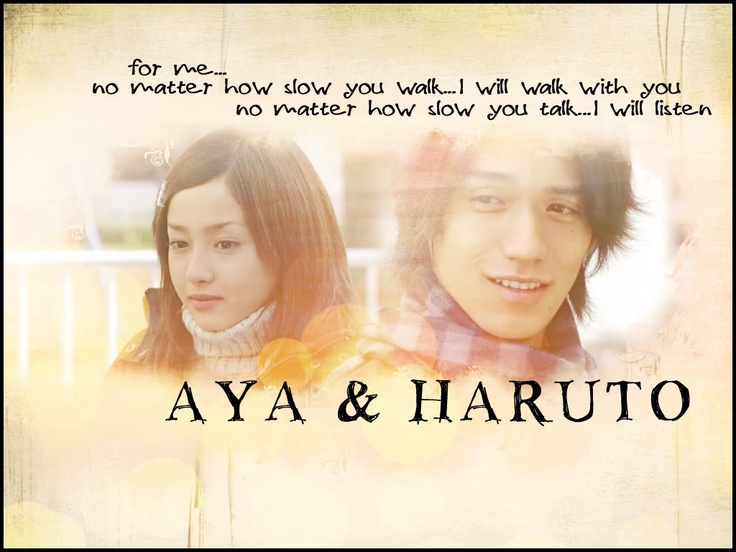 for me...
no matter how slow you walk...I will walk with you
no matter how slow you talk...I will listen
AYA & HARUTO